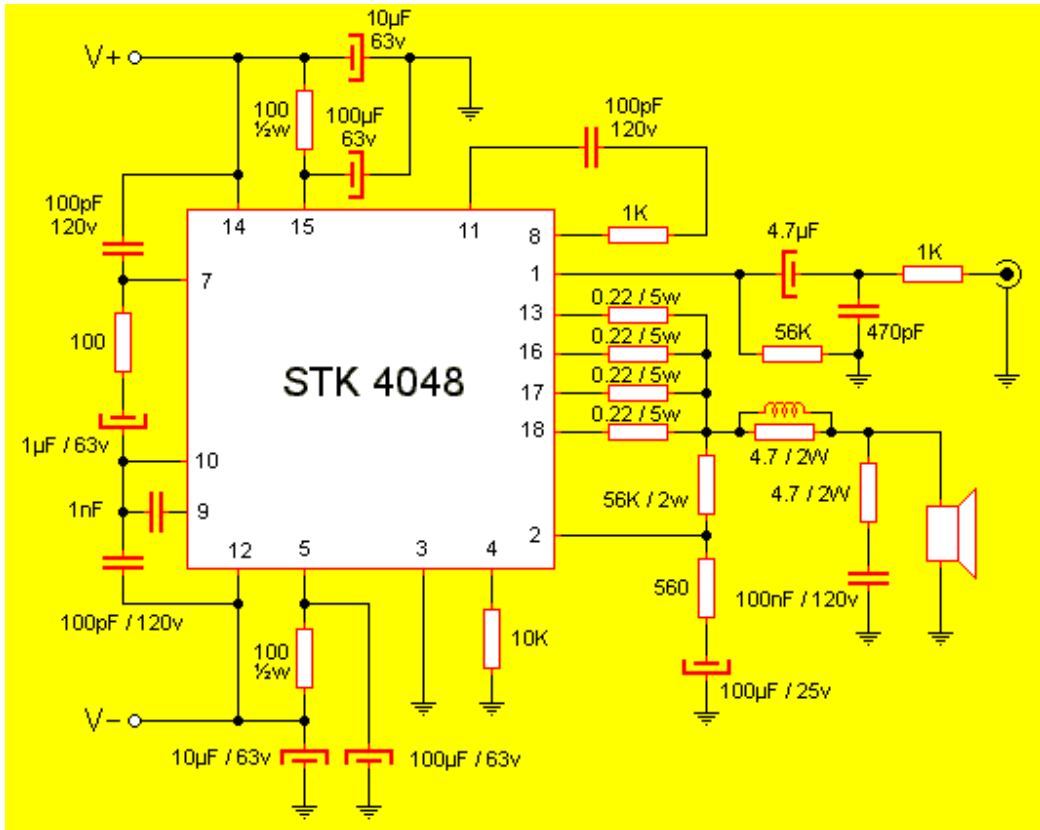 10µF
63v
V+
100
½w
100µF
63v
100pF
120v
100pF
120v
14
15
11
8
1K
1
4.7µF
1K
7
13
0.22 / 5w
470pF
56K
100
16
0.22 / 5w
STK 4048
17
0.22 / 5w
18
0.22 / 5w
1µF / 63v
10
4.7 / 2W
4.7 / 2W
56K / 2w
1nF
9
2
12
5
3
4
560
100nF / 120v
100pF / 120v
100
½w
10K
100µF / 25v
V-
10µF / 63v
100µF / 63v